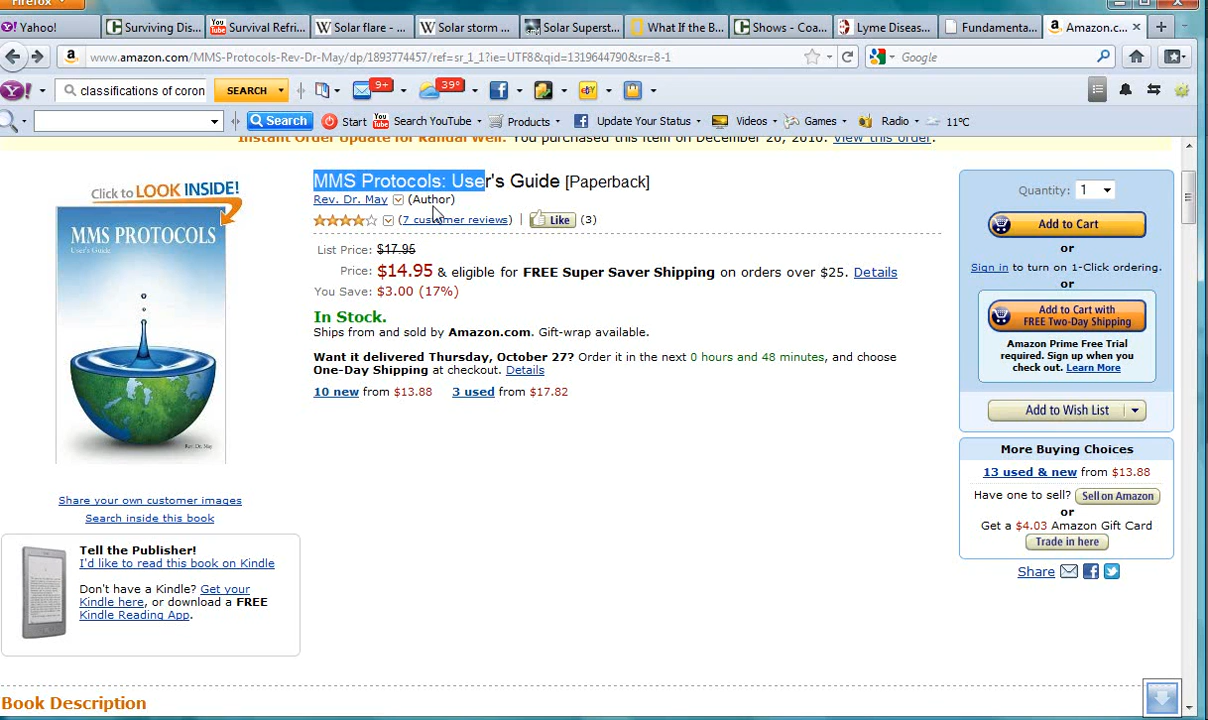 Firefox
Yahoo!
Surviving Dis...
Survival Refri...
Solar flare - ...
Solar storm ...
Solar Superst...
What If the B...
Shows - Coa...
Lyme Diseas...
Fundamenta...
Amazon.c...
www.amazon.com/MMS-Protocols-Rev-Dr-May/dp/1893774457/ref=sr_1_1?ie=UTF8&qid=1319644790&sr=8-1
Google
classifications of coron
SEARCH
9+
39°
Search
Start
Search YouTube
Products
Update Your Status
Videos
Games
Radio
11°C
Instant Order Update for Randal Well. You purchased this item on December 20, 2010. View this order.
Click to LOOK INSIDE!
MMS PROTOCOLS
User's Guide
Rev. Dr. May
Share your own customer images
Search inside this book
Tell the Publisher!
I'd like to read this book on Kindle
Don't have a Kindle? Get your
Kindle here, or download a FREE
Kindle Reading App.
MMS Protocols: User's Guide [Paperback]
Rev. Dr. May (Author)
(7 customer reviews) | Like (3)
List Price: $17.95
Price: $14.95 & eligible for FREE Super Saver Shipping on orders over $25. Details
You Save: $3.00 (17%)
In Stock.
Ships from and sold by Amazon.com. Gift-wrap available.
Want it delivered Thursday, October 27? Order it in the next 0 hours and 48 minutes, and choose
One-Day Shipping at checkout. Details
10 new from $13.88 3 used from $17.82
Quantity: 1
Add to Cart
or
Sign in to turn on 1-Click ordering.
or
Add to Cart with
FREE Two-Day Shipping
Amazon Prime Free Trial
required. Sign up when you
check out. Learn More
Add to Wish List
More Buying Choices
13 used & new from $13.88
Have one to sell? Sell on Amazon
or
Get a $4.03 Amazon Gift Card
Trade in here
Share
Book Description